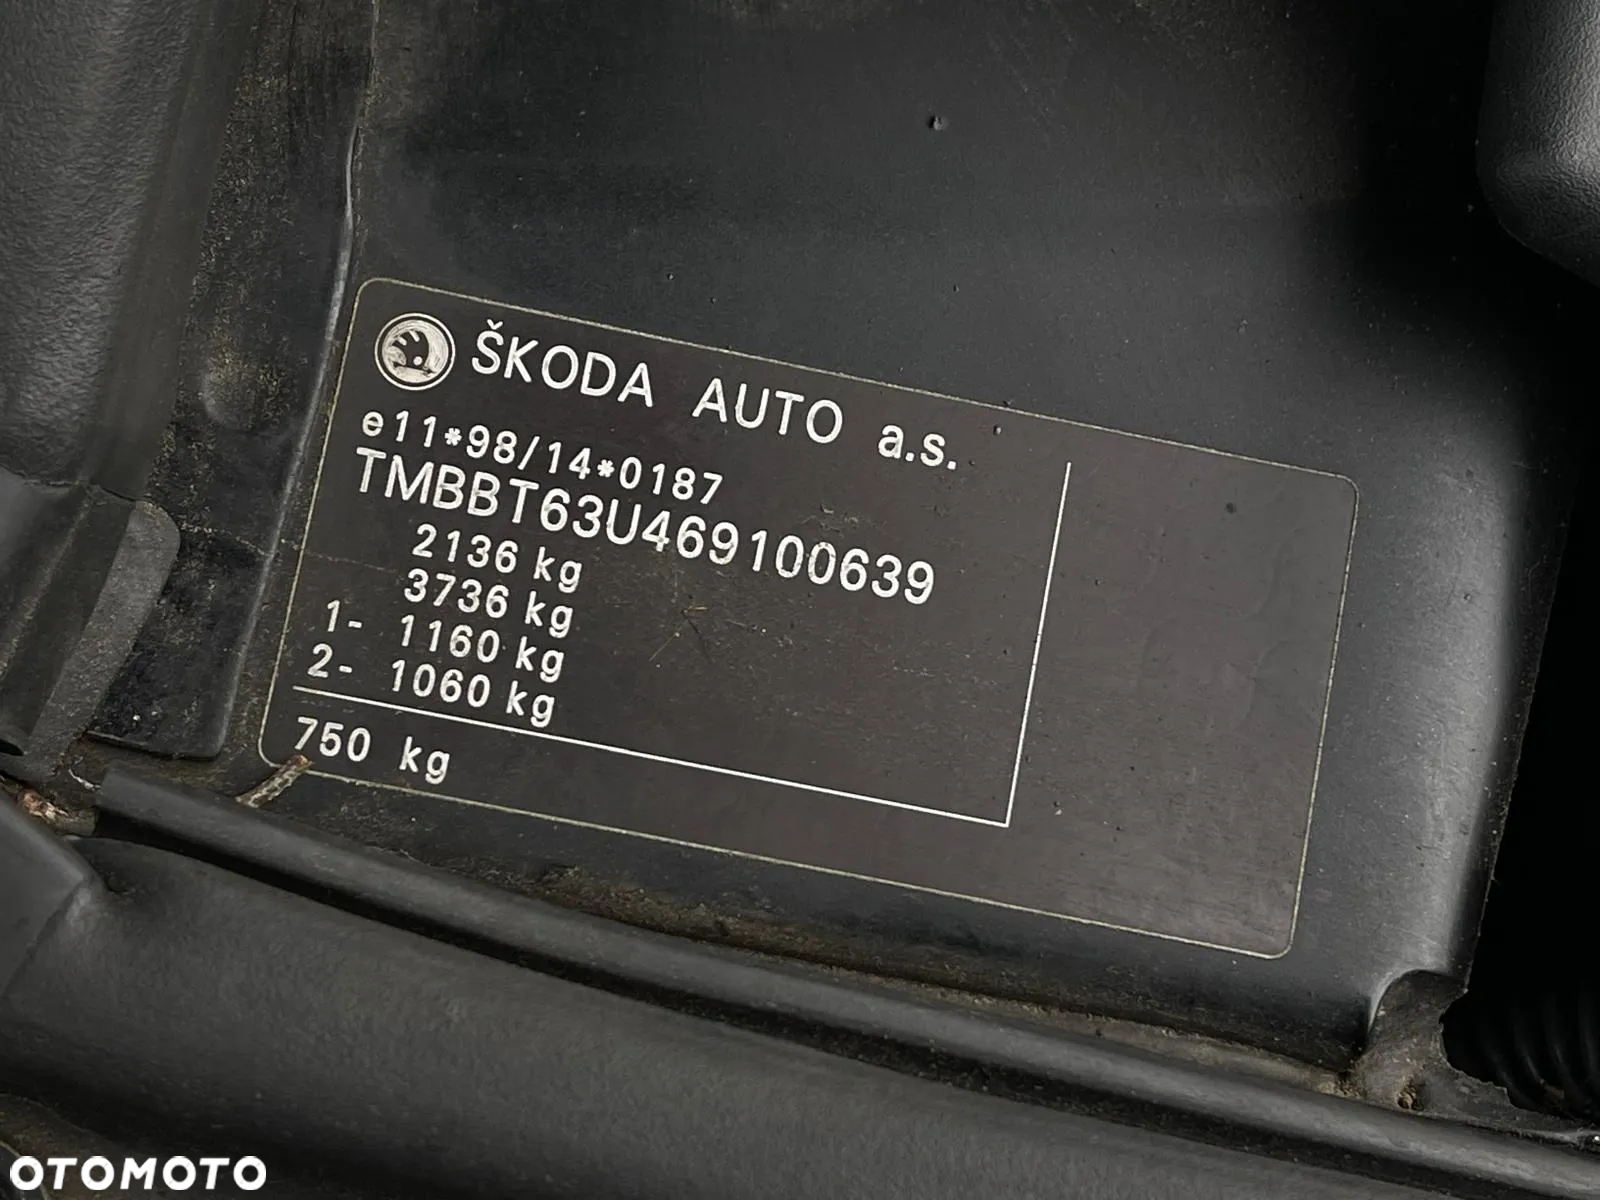 ŠKODA AUTO a.s.
e11*98/14*0187
TMBBT63U469100639
2136 kg
3736 kg
1- 1160 kg
2- 1060 kg
750 kg
OTOMOTO